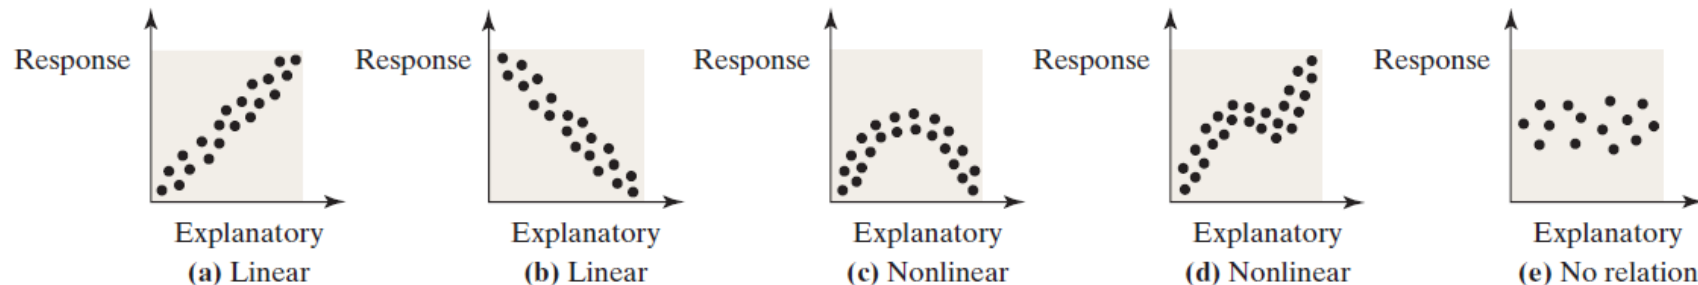 Response
Explanatory
(a) Linear
Response
Explanatory
(b) Linear
Response
Explanatory
(c) Nonlinear
Response
Explanatory
(d) Nonlinear
Response
Explanatory
(e) No relation